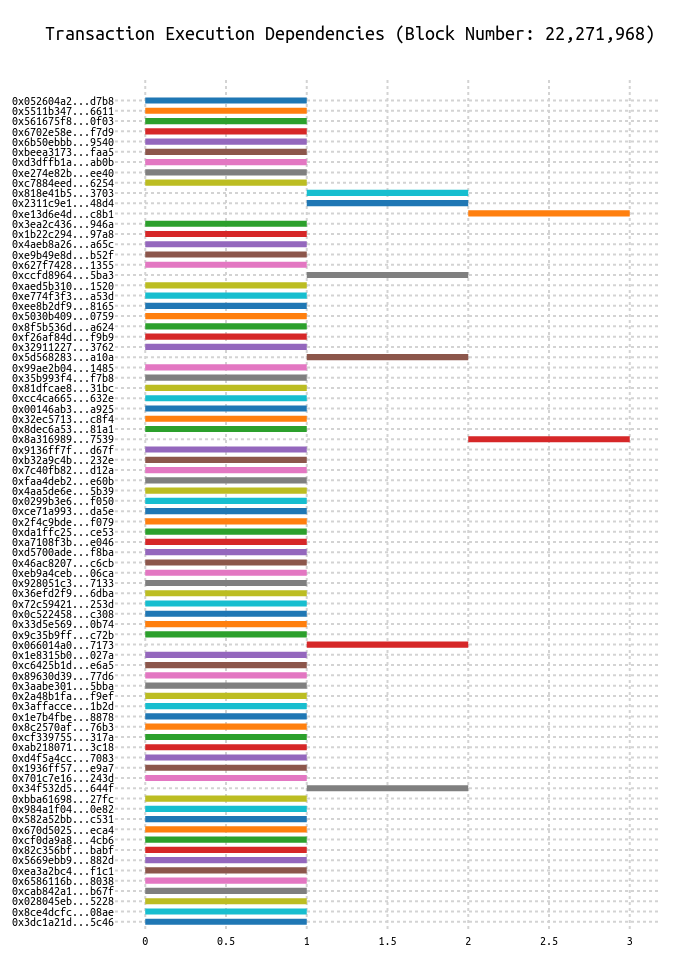 Transaction Execution Dependencies (Block Number: 22,271,968)
0x052604a2...d7b8
0x5511b347...6611
0x561675f8...0f03
0x6702e58e...f7d9
0x6b50ebbb...9540
0xbeea3173...faa5
0xd3dffb1a...ab0b
0xe274e82b...ee40
0xc7884eed...6254
0x818e41b5...3703
0x2311c9e1...48d4
0xe13d6e4d...c8b1
0x3ea2c436...946a
0x1b22c294...97a8
0x4aeb8a26...a65c
0xe9b49e8d...b52f
0x627f7428...1355
0xccfd8964...5ba3
0xaed5b310...1520
0xe774f3f3...a53d
0xee8b2df9...8165
0x5030b409...0759
0x8f5b536d...a624
0xf26af84d...f9b9
0x32911227...3762
0x5d568283...a10a
0x99ae2b04...1485
0x35b993f4...f7b8
0x81dfcae8...31bc
0xcc4ca665...632e
0x00146ab3...a925
0x32ec5713...c8f4
0x8dec6a53...81a1
0x8a316989...7539
0x9136ff7f...d67f
0xb32a9c4b...232e
0x7c40fb82...d12a
0xfaa4deb2...e60b
0x4aa5de6e...5b39
0x0299b3e6...f050
0xce71a993...da5e
0x2f4c9bde...f079
0xda1ffc25...ce53
0xa7108f3b...e046
0xd5700ade...f8ba
0x46ac8207...c6cb
0xeb9a4ceb...06ca
0x928051c3...7133
0x36efd2f9...6dba
0x72c59421...253d
0x0c522458...c308
0x33d5e569...0b74
0x9c35b9ff...c72b
0x066014a0...7173
0x1e8315b0...027a
0xc6425b1d...e6a5
0x89630d39...77d6
0x3aabe301...5bba
0x2a48b1fa...f9ef
0x3affacce...1b2d
0x1e7b4fbe...8878
0x8c2570af...76b3
0xcf339755...317a
0xab218071...3c18
0xd4f5a4cc...7083
0x1936ff57...e9a7
0x701c7e16...243d
0x34f532d5...644f
0xbba61698...27fc
0x984a1f04...0e82
0x582a52bb...c531
0x670d5025...eca4
0xcf0da9a8...4cb6
0x82c356bf...babf
0x5669ebb9...882d
0xea3a2bc4...f1c1
0x6586116b...8038
0xcab842a1...b67f
0x028045eb...5228
0x8ce4dcfc...08ae
0x3dc1a21d...5c46
0 0.5 1 1.5 2 2.5 3